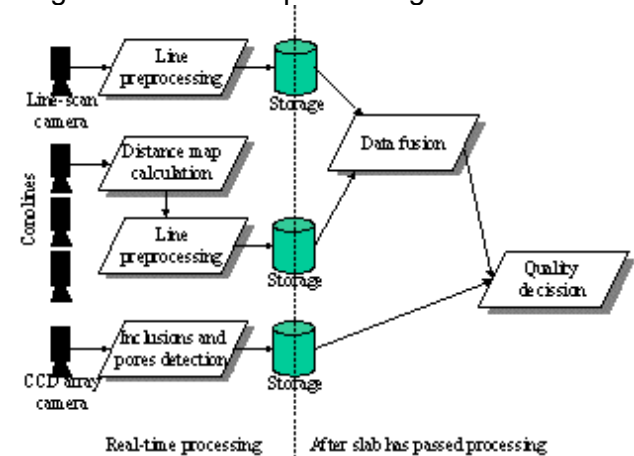 Line
preprocessing
Storage
Line-scan
camera
Data fusion
Distance map
calculation
Conolines
Line
preprocessing
Storage
Quality
decission
Inclusions and
pores detection
Storage
CCD array
camera
Real-time processing
After slab has passed processing